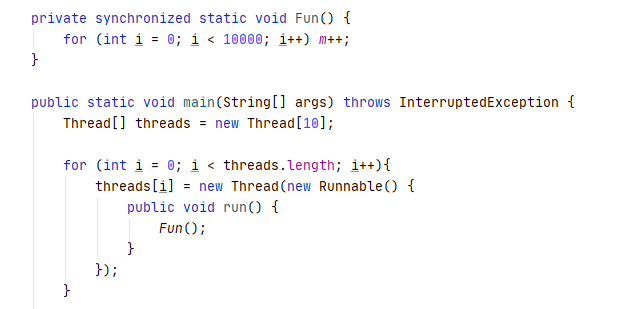 private synchronized static void Fun() {
for (int i = 0; i < 10000; i++) m++;
}
public static void main(String[] args) throws InterruptedException {
Thread[] threads = new Thread[10];
for (int i = 0; i < threads.length; i++){
threads[i] = new Thread(new Runnable() {
public void run() {
Fun();
}
});
}